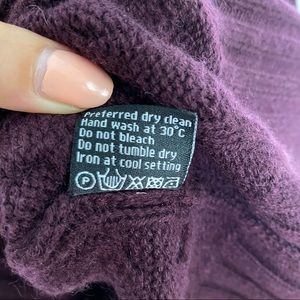 Preferred dry clean
Hand wash at 30°C
Do not bleach
Do not tumble dry
Iron at cool setting
P